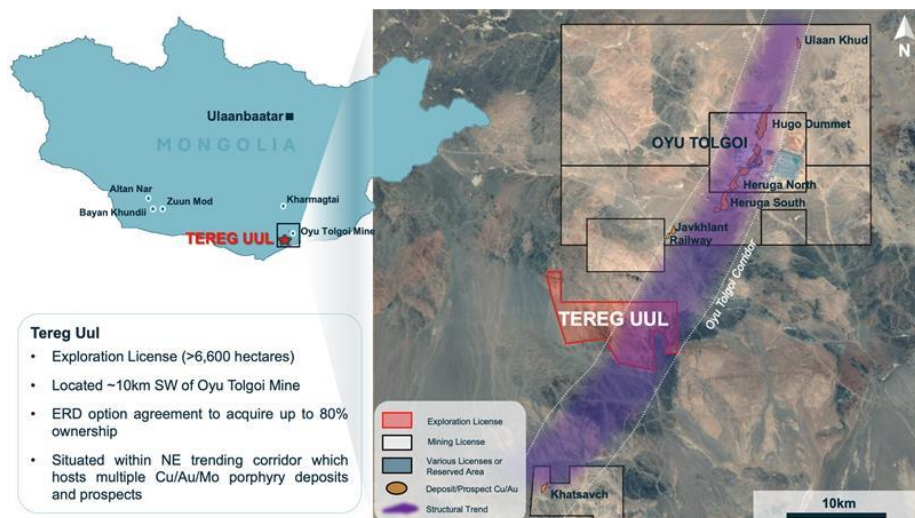 Ulaanbaatar
MONGOLIA
Altan Nar
Zuun Mod
Bayan Khundii
Kharmagtai
TEREG UUL
Oyu Tolgoi Mine
Tereg Uul
• Exploration License (>6,600 hectares)
• Located ~10km SW of Oyu Tolgoi Mine
• ERD option agreement to acquire up to 80%
ownership
• Situated within NE trending corridor which
hosts multiple Cu/Au/Mo porphyry deposits
and prospects
N
Ulaan Khud
Hugo Dummet
OYU TOLGOI
Heruga North
Heruga South
Javkhlant
Railway
Oyu Tolgoi Corridor
TEREG UUL
Khatsavch
Exploration License
Mining License
Various Licenses or
Reserved Area
Deposit/Prospect Cu/Au
Structural Trend
10km